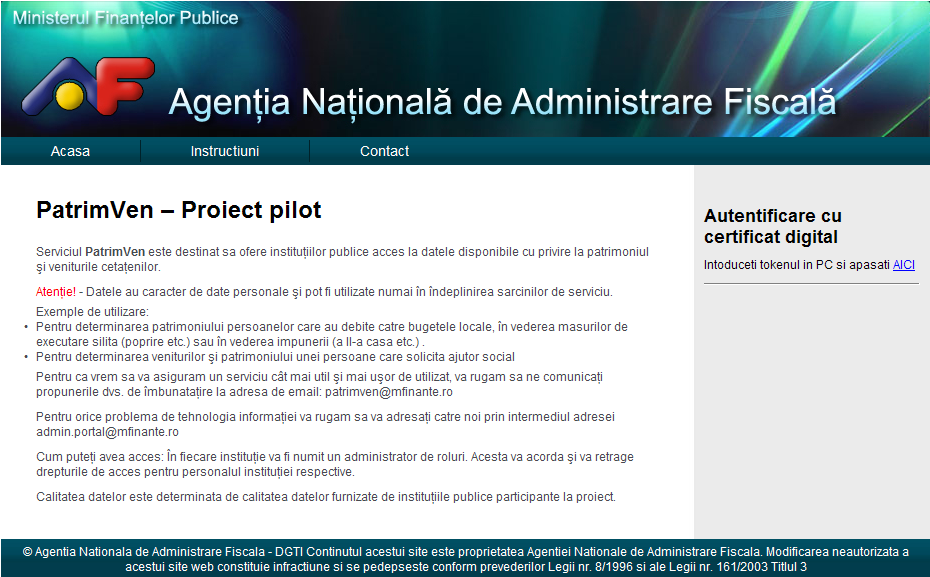 Ministerul Finanțelor Publice
AF
Agenția Națională de Administrare Fiscală
Acasa Instructiuni Contact
PatrimVen – Proiect pilot
Serviciul PatrimVen este destinat sa ofere instituțiilor publice acces la datele disponibile cu privire la patrimoniul
şi veniturile cetațenilor.
Atenție! - Datele au caracter de date personale şi pot fi utilizate numai în îndeplinirea sarcinilor de serviciu.
Exemple de utilizare:
• Pentru determinarea patrimoniului persoanelor care au debite catre bugetele locale, în vederea masurilor de
executare silita (poprire etc.) sau în vederea impunerii (a II-a casa etc.) .
• Pentru determinarea veniturilor şi patrimoniului unei persoane care solicita ajutor social
Pentru ca vrem sa va asiguram un serviciu cât mai util şi mai uşor de utilizat, va rugam sa ne comunicați
propunerile dvs. de îmbunatațire la adresa de email: patrimven@mfinante.ro
Pentru orice problema de tehnologia informației va rugam sa va adresați catre noi prin intermediul adresei
admin.portal@mfinante.ro
Cum puteți avea acces: În fiecare instituție va fi numit un administrator de roluri. Acesta va acorda şi va retrage
drepturile de acces pentru personalul instituției respective.
Calitatea datelor este determinata de calitatea datelor furnizate de instituțiile publice participante la proiect.
Autentificare cu
certificat digital
Intoduceti tokenul in PC si apasati AICI
© Agentia Nationala de Administrare Fiscala - DGTI Continutul acestui site este proprietatea Agentiei Nationale de Administrare Fiscala. Modificarea neautorizata a
acestui site web constituie infractiune si se pedepseste conform prevederilor Legii nr. 8/1996 si ale Legii nr. 161/2003 Titlul 3